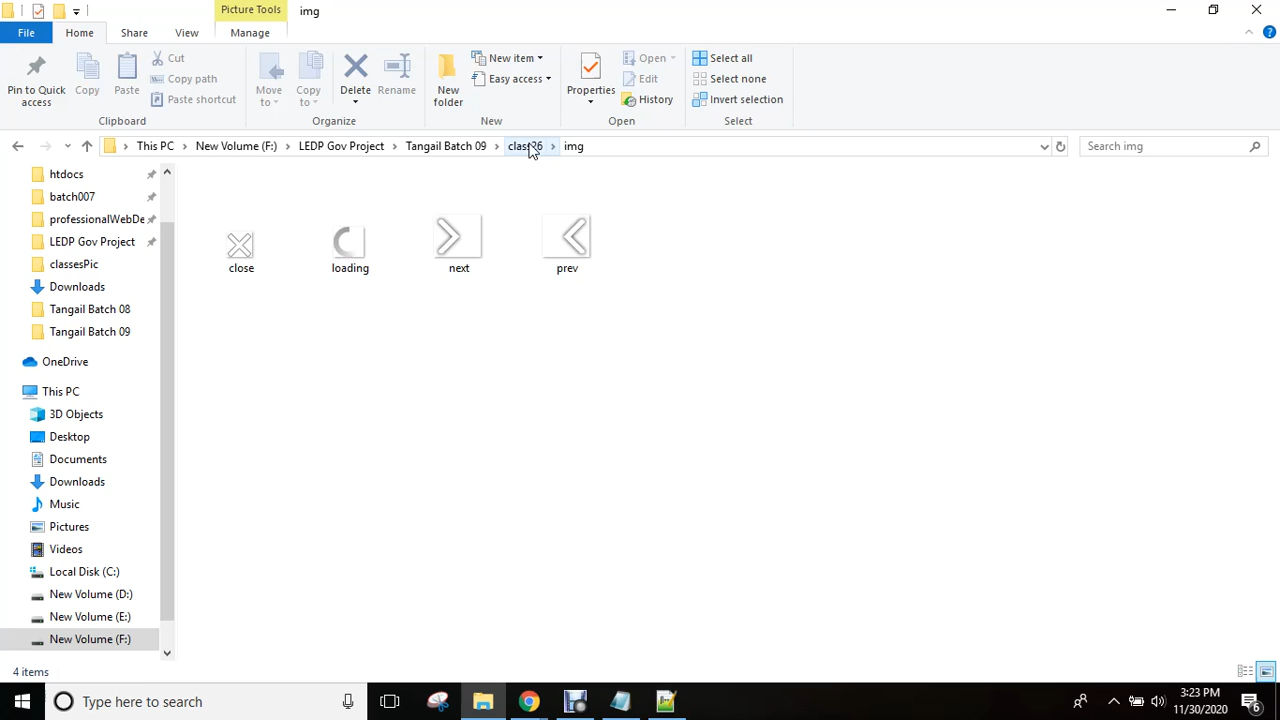 Picture Tools
img
File
Home
Share
View
Manage
Pin to Quick access
Copy
Paste
Cut
Copy path
Paste shortcut
Clipboard
Move to
Copy to
Delete
Rename
Organize
New folder
New item
Easy access
New
Properties
Open
Edit
History
Open
Select all
Select none
Invert selection
Select
This PC
New Volume (F:)
LEDP Gov Project
Tangail Batch 09
class26
img
Search img
htdocs
batch007
professionalWebDe
LEDP Gov Project
classesPic
Downloads
Tangail Batch 08
Tangail Batch 09
OneDrive
This PC
3D Objects
Desktop
Documents
Downloads
Music
Pictures
Videos
Local Disk (C:)
New Volume (D:)
New Volume (E:)
New Volume (F:)
close
loading
next
prev
4 items
Type here to search
3:23 PM
11/30/2020
6